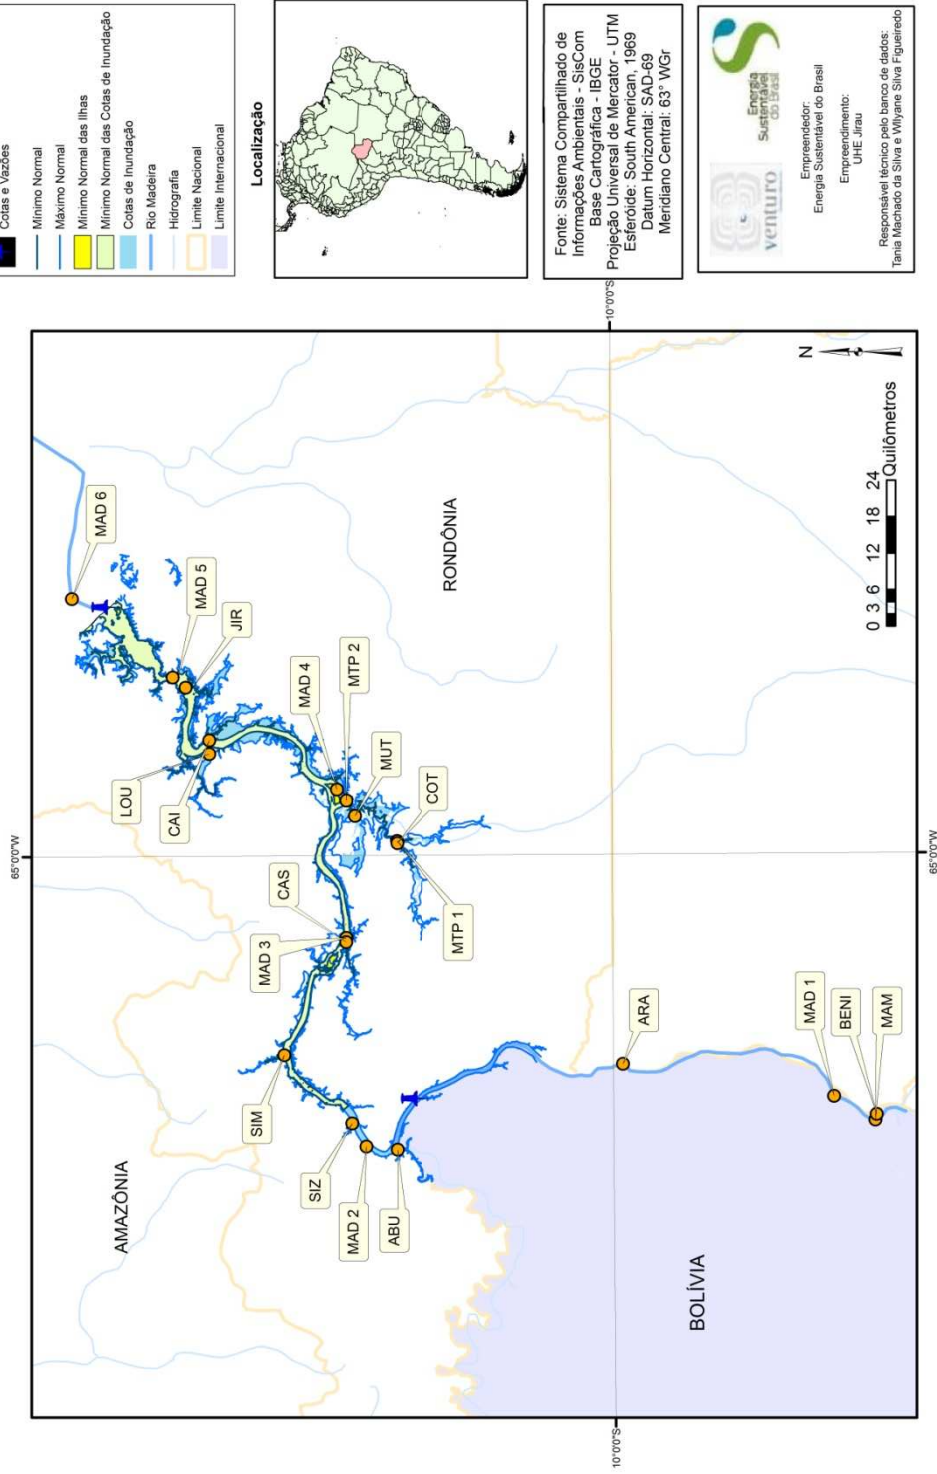 Cotas e Vazões
Mínimo Normal
Máximo Normal
Mínimo Normal das Ilhas
Mínimo Normal das Cotas de Inundação
Cotas de Inundação
Rio Madeira
Hidrografia
Limite Nacional
Limite Internacional
Localização
Fonte: Sistema Compartilhado de
Informações Ambientais - SisCom
Base Cartográfica - IBGE
Projeção Universal de Mercator - UTM
Esferóide: South American, 1969
Datum Horizontal: SAD-69
Meridiano Central: 63° WGr
venturo
Energia
Sustentável
do Brasil
Empreendedor:
Energia Sustentável do Brasil
Empreendimento:
UHE Jirau
Responsável técnico pelo banco de dados:
Tania Machado da Silva e Wllyane Silva Figueiredo
65°0'0"W
AMAZÔNIA
MAD 6
MAD 5
JIR
LOU
CAI
MAD 4
MTP 2
MUT
COT
MTP 1
CAS
MAD 3
SIM
SIZ
MAD 2
ABU
RONDÔNIA
ARA
MAD 1
BENI
MAM
BOLÍVIA
10°0'0"S
10°0'0"S
N
0 3 6 12 18 24
Quilômetros
65°0'0"W